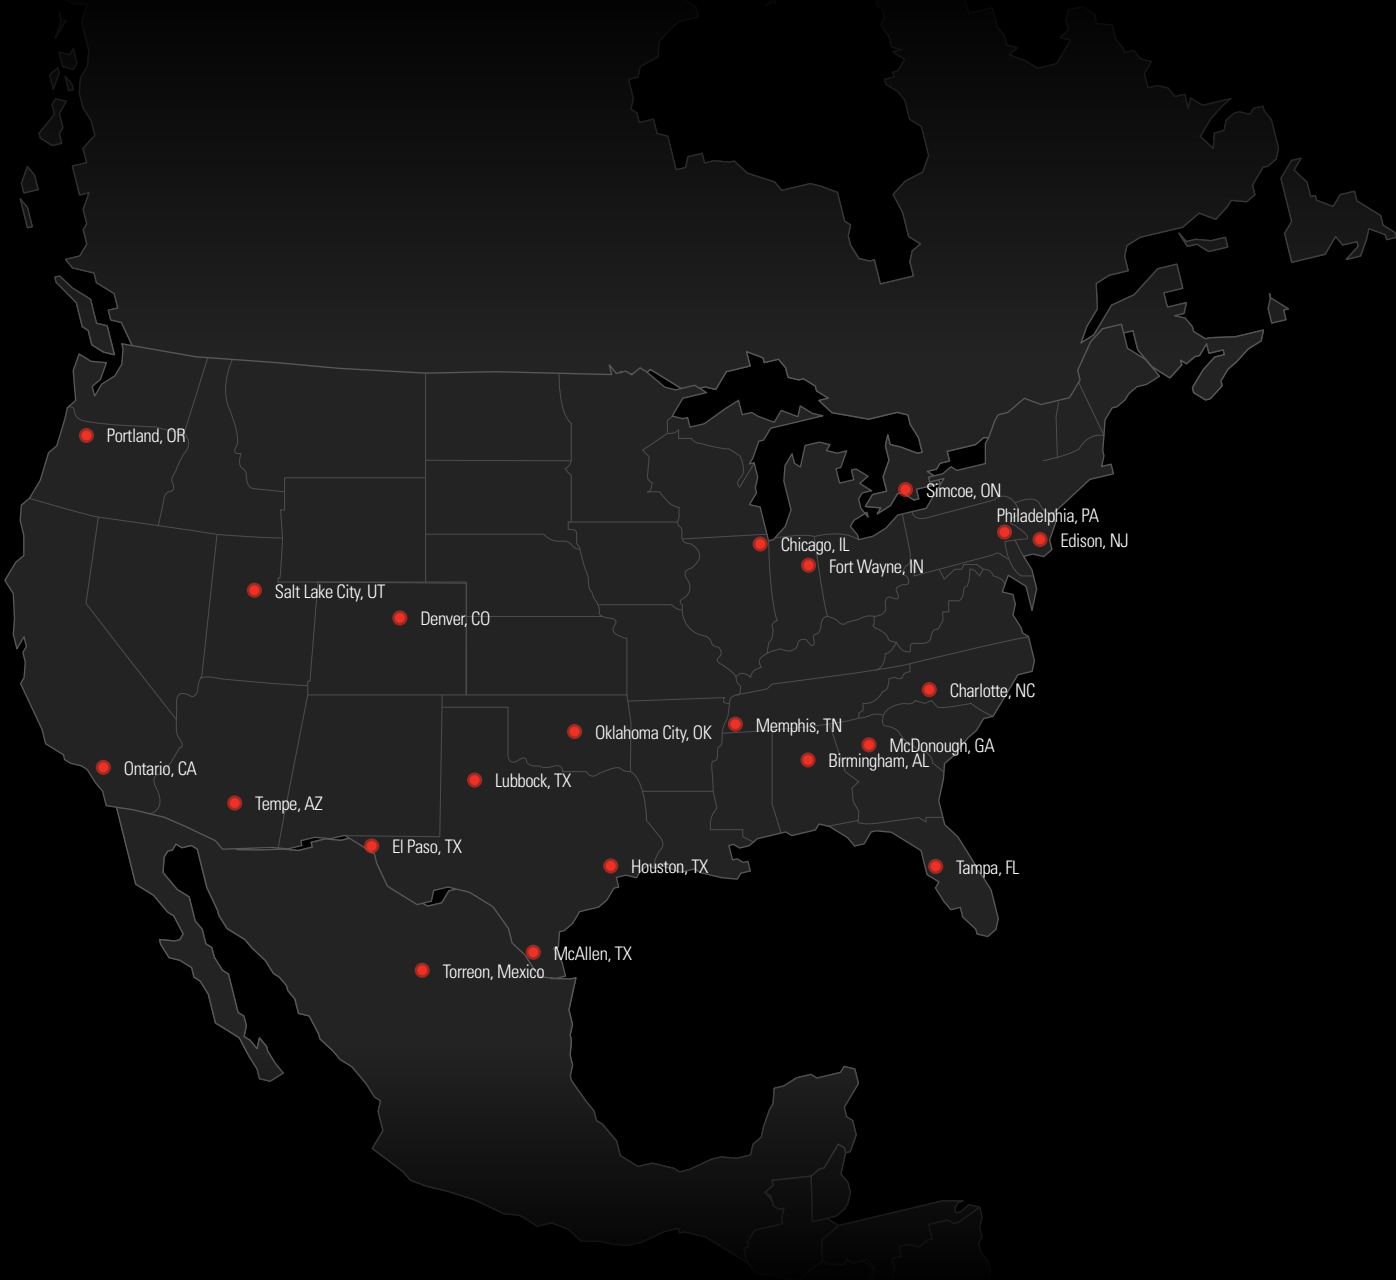 Portland, OR
Simcoe, ON
Philadelphia, PA
Edison, NJ
Chicago, IL
Fort Wayne, IN
Salt Lake City, UT
Denver, CO
Charlotte, NC
Memphis, TN
Oklahoma City, OK
McDonough, GA
Birmingham, AL
Ontario, CA
Lubbock, TX
Tempe, AZ
El Paso, TX
Houston, TX
Tampa, FL
McAllen, TX
Torreon, Mexico